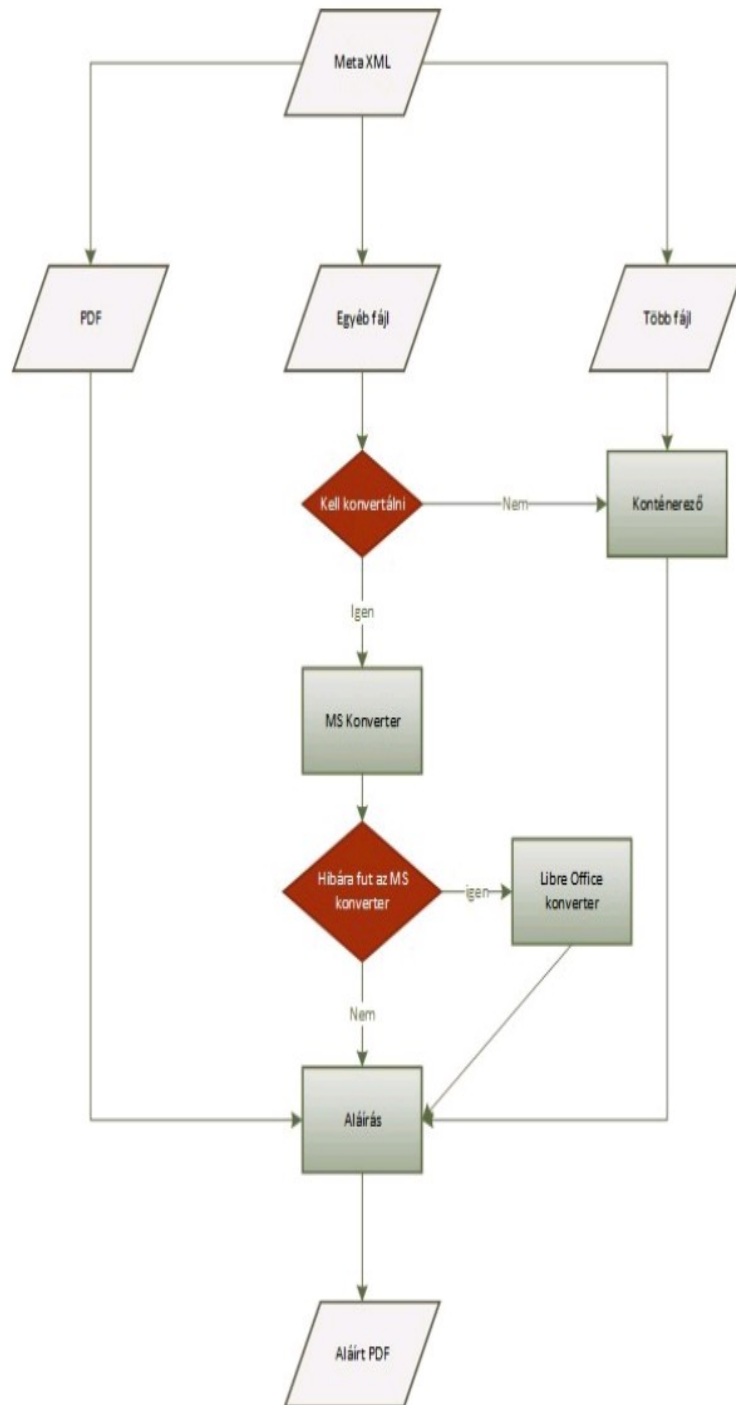 Meta XML
PDF
Egyéb fájl
Több fájl
Kell konvertálni
Nem
Konténerező
Igen
MS Konverter
Hibára fut az MS
konverter
igen
Libre Office
konverter
Nem
Aláírás
Aláírt PDF